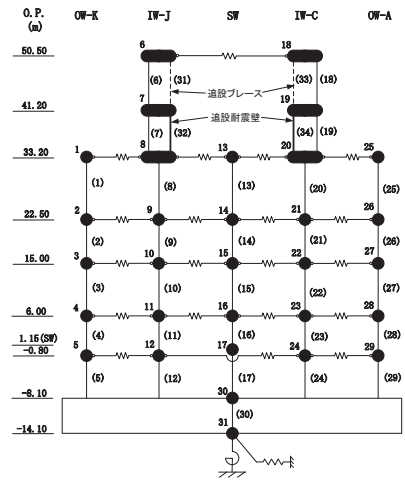 O.P. OW-K IW-J SW IW-C OW-A
(m)
6 18
50.50
(6) (31) (33) (18)
追設ブレース
7 19
41.20
追設耐震壁
(7) (32) (34) (19)
1 8 13 20 25
33.20
(1) (8) (13) (20) (25)
2 9 14 21 26
22.50
(2) (9) (14) (21) (26)
3 10 15 22 27
15.00
(3) (10) (15) (22) (27)
4 11 16 23 28
6.00
(4) (11) (16) (23) (28)
1.15(SW)
5 12 17 24 29
-0.80
(5) (12) (17) (24) (29)
30
-8.10
(30)
31
-14.10